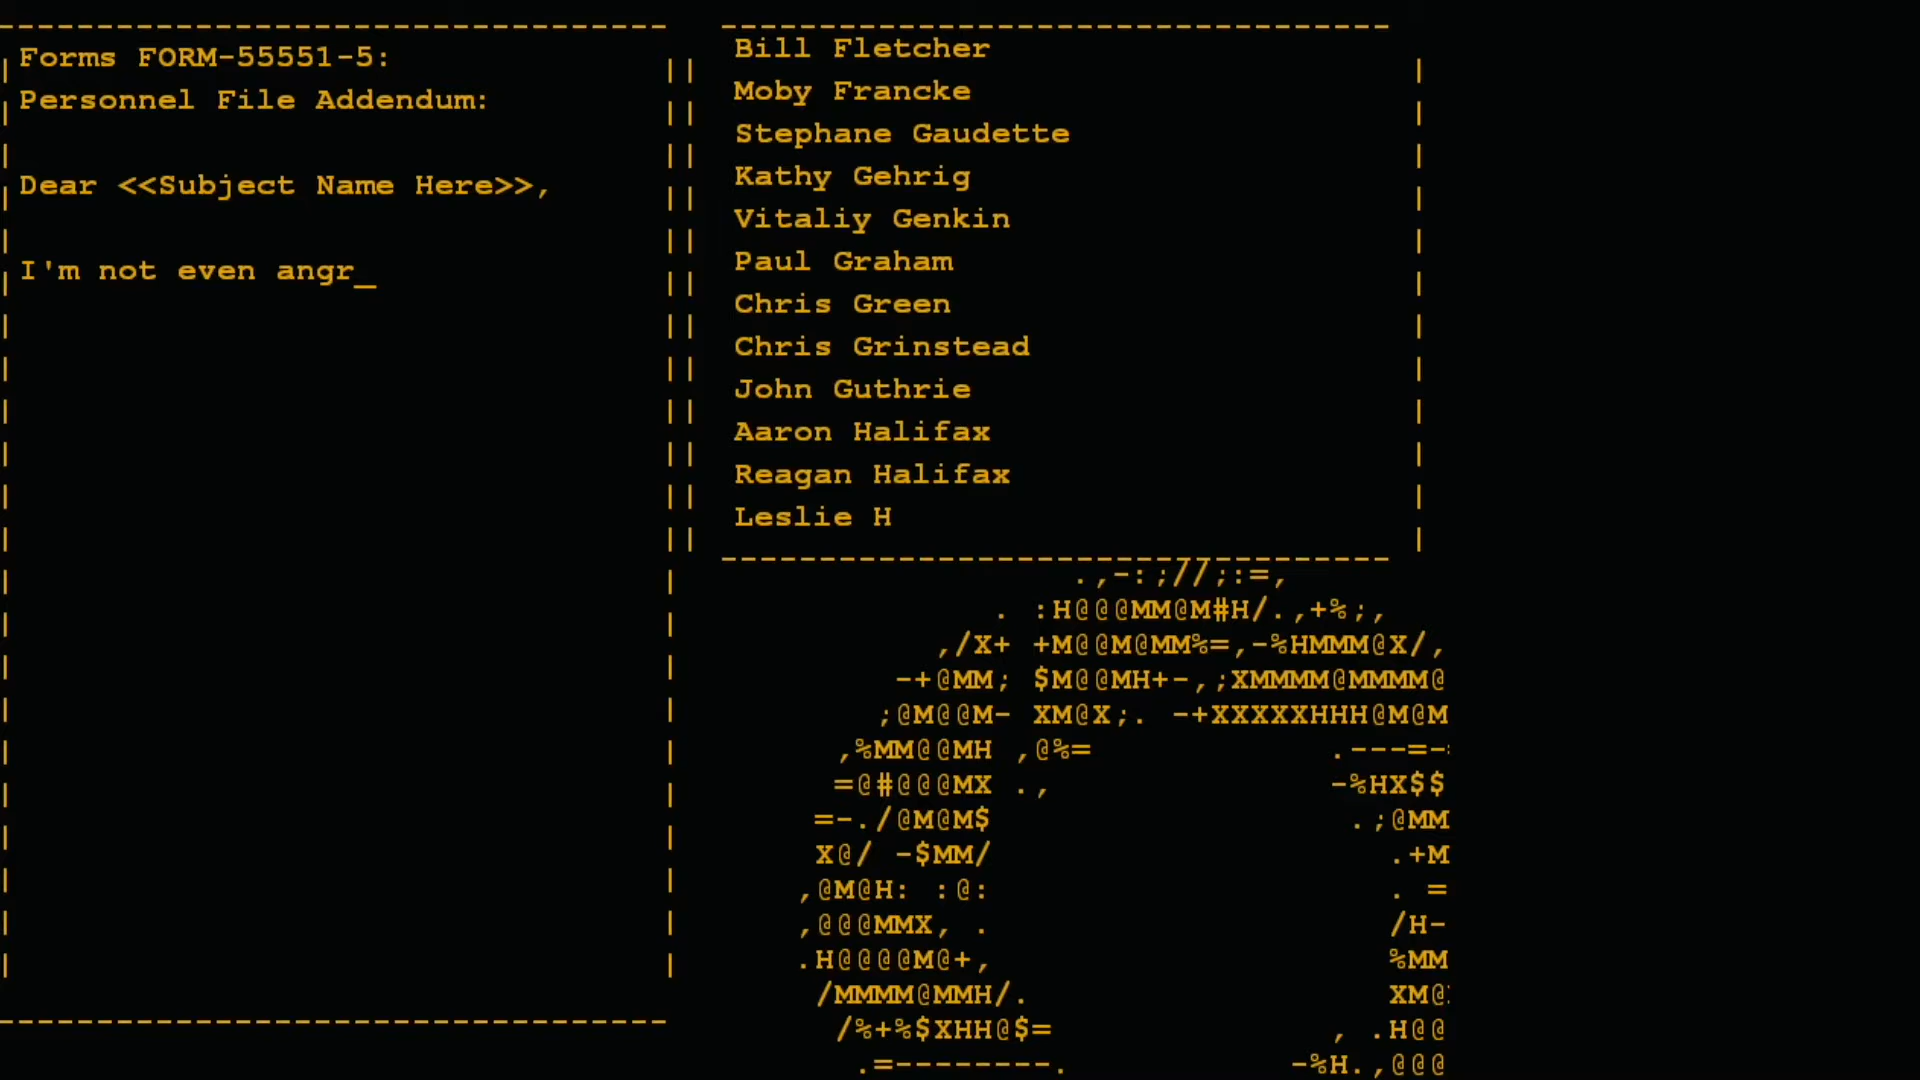 Forms FORM-55551-5:
Personnel File Addendum:
Dear <<Subject Name Here>>,
I'm not even angr_
Bill Fletcher
Moby Francke
Stephane Gaudette
Kathy Gehrig
Vitaliy Genkin
Paul Graham
Chris Green
Chris Grinstead
John Guthrie
Aaron Halifax
Reagan Halifax
Leslie H